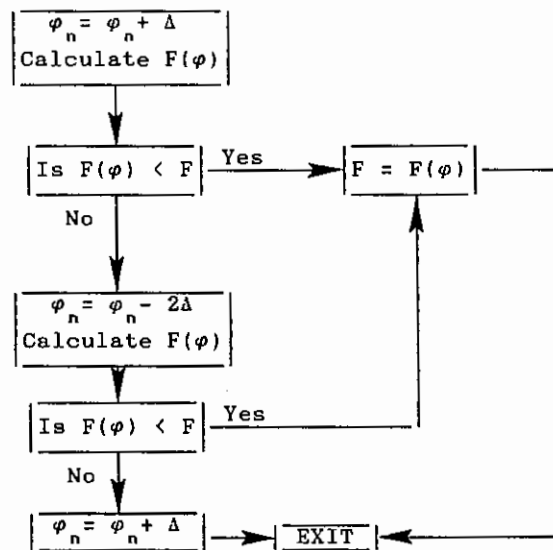 φn = φn + Δ
Calculate F(φ)
Is F(φ) < F
Yes
F = F(φ)
No
φn = φn - 2Δ
Calculate F(φ)
Is F(φ) < F
Yes
No
φn = φn + Δ
EXIT